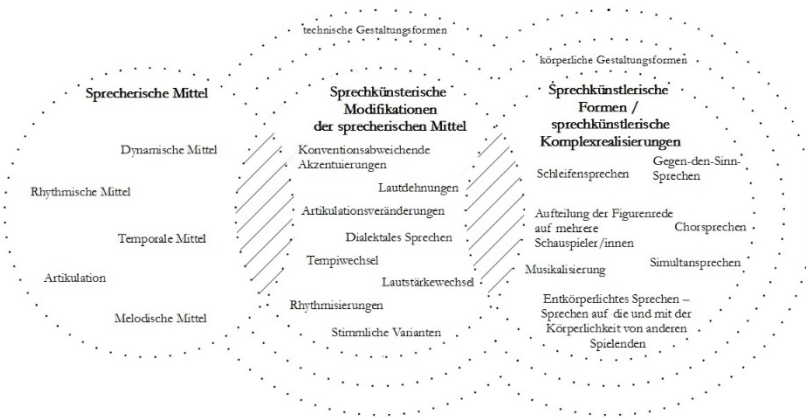 technische Gestaltungsformen
körperliche Gestaltungsformen
Sprecherische Mittel
Dynamische Mittel
Rhythmische Mittel
Temporale Mittel
Artikulation
Melodische Mittel
Sprechkünsterische
Modifikationen
der sprecherischen Mittel
Konventionsabweichende
Akzentuierungen
Lautdehnungen
Artikulationsveränderungen
Dialektales Sprechen
Tempiwechsel
Lautstärkewechsel
Rhythmisierungen
Stimmliche Varianten
Sprechkünstlerische
Formen /
sprechkünstlerische
Komplexrealisierungen
Gegen-den-Sinn-
Sprechen
Schleifensprechen
Aufteilung der Figurenrede
auf mehrere
Schauspieler/innen
Chorsprechen
Simultansprechen
Musikalisierung
Entkörperlichtes Sprechen –
Sprechen auf die und mit der
Körperlichkeit von anderen
Spielenden